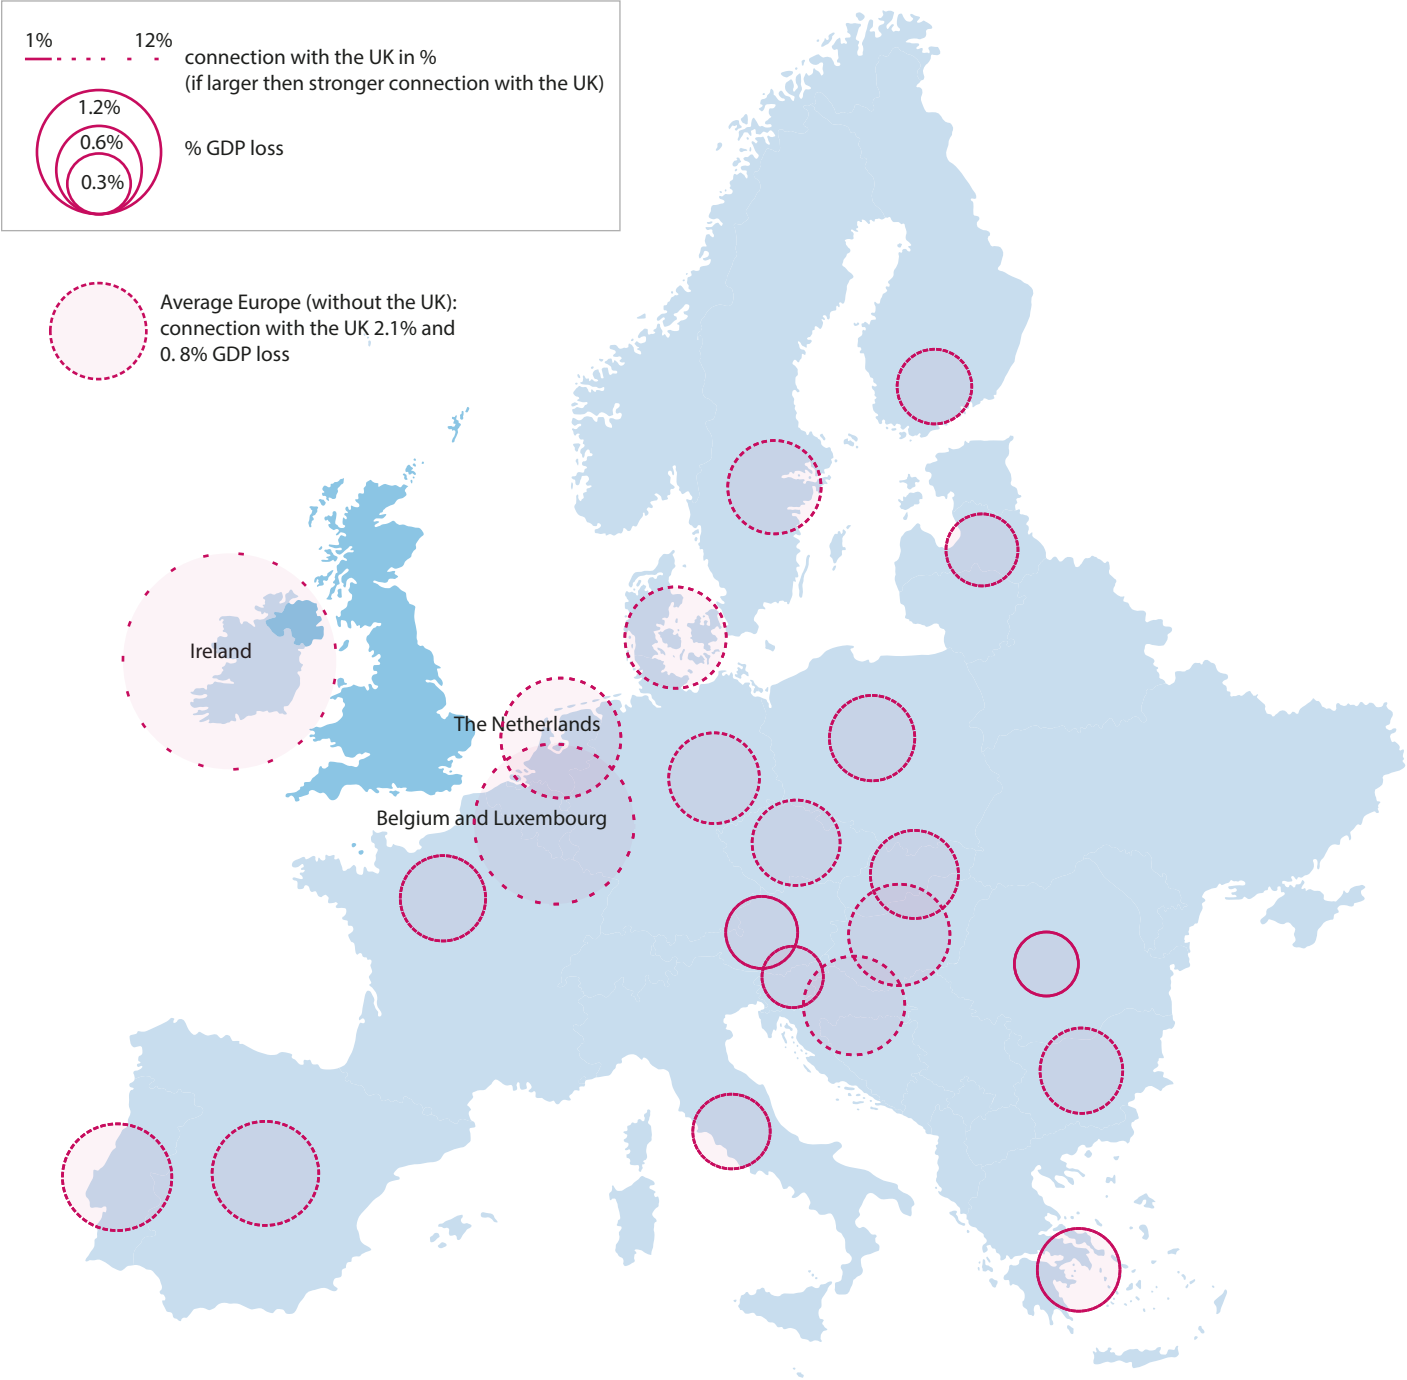 1% 12%
connection with the UK in %
(if larger then stronger connection with the UK)
1.2%
0.6%
0.3%
% GDP loss
Average Europe (without the UK):
connection with the UK 2.1% and
0. 8% GDP loss
Ireland
The Netherlands
Belgium and Luxembourg